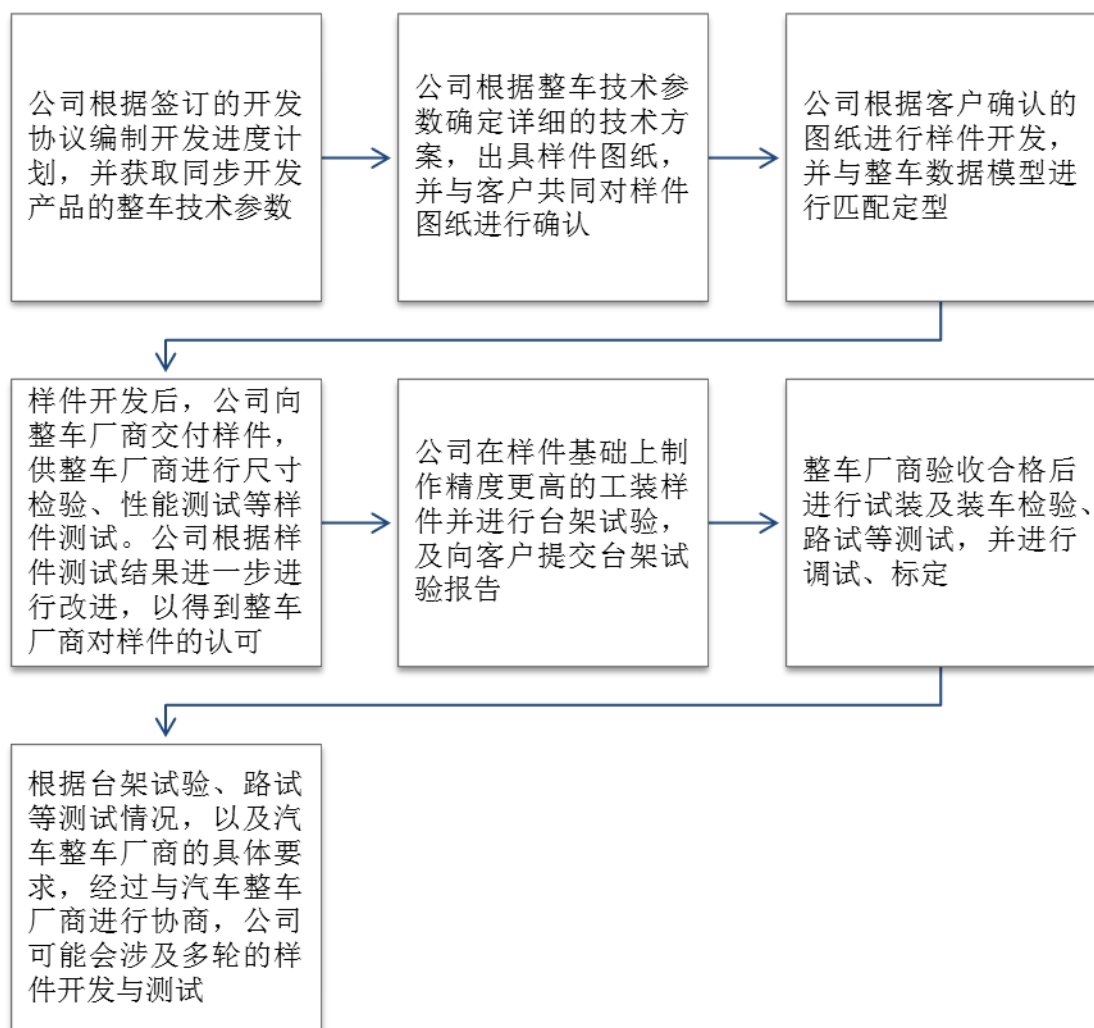 公司根据签订的开发
协议编制开发进度计
划，并获取同步开发
产品的整车技术参数
公司根据整车技术参
数确定详细的技术方
案，出具样件图纸，
并与客户共同对样件
图纸进行确认
公司根据客户确认的
图纸进行样件开发，
并与整车数据模型进
行匹配定型
样件开发后，公司向
整车厂商交付样件，
供整车厂商进行尺寸
检验、性能测试等样
件测试。公司根据样
件测试结果进一步进
行改进，以得到整车
厂商对样件的认可
公司在样件基础上制
作精度更高的工装样
件并进行台架试验，
及向客户提交台架试
验报告
整车厂商验收合格后
进行试装及装车检验、
路试等测试，并进行
调试、标定
根据台架试验、路试
等测试情况，以及汽
车整车厂商的具体要
求，经过与汽车整车
厂商进行协商，公司
可能会涉及多轮的样
件开发与测试